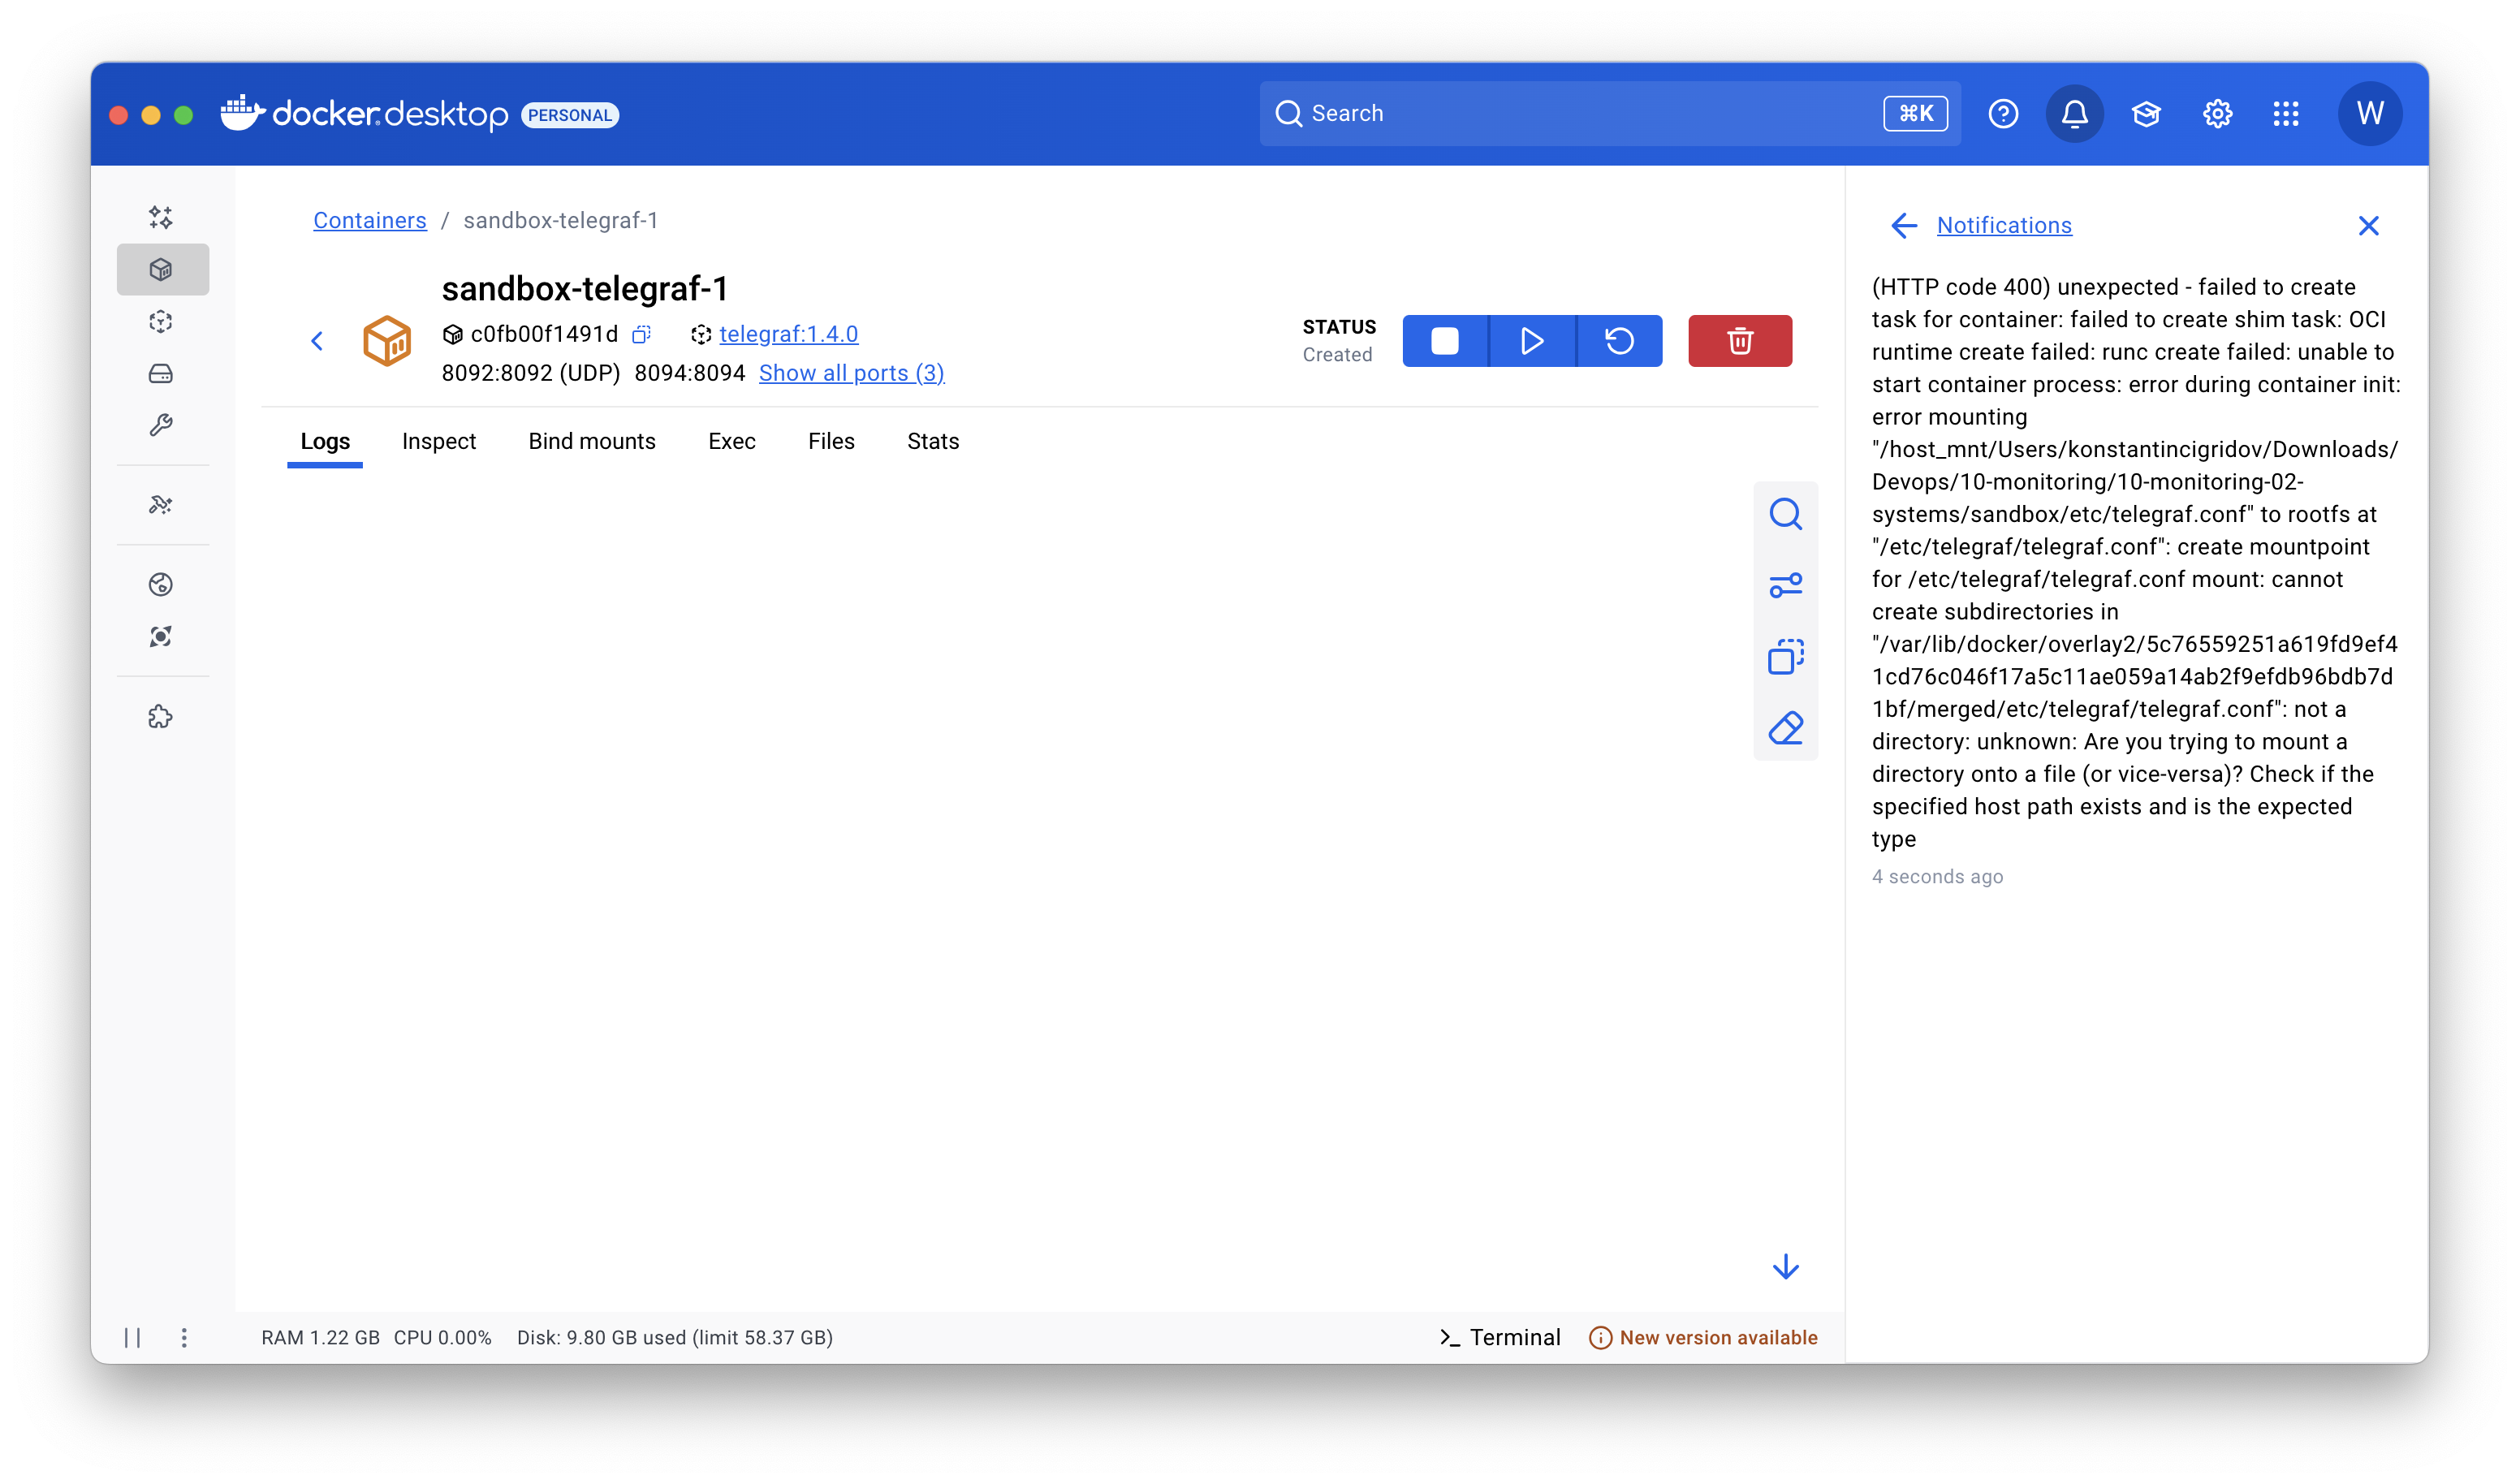 docker.desktop PERSONAL
Search
⌘K
W
Containers / sandbox-telegraf-1
sandbox-telegraf-1
c0fb00f1491d telegraf:1.4.0
8092:8092 (UDP) 8094:8094 Show all ports (3)
STATUS
Created
Logs Inspect Bind mounts Exec Files Stats
Notifications
(HTTP code 400) unexpected - failed to create
task for container: failed to create shim task: OCI
runtime create failed: runc create failed: unable to
start container process: error during container init:
error mounting
"/host_mnt/Users/konstantincigridov/Downloads/
Devops/10-monitoring/10-monitoring-02-
systems/sandbox/etc/telegraf.conf" to rootfs at
"/etc/telegraf/telegraf.conf": create mountpoint
for /etc/telegraf/telegraf.conf mount: cannot
create subdirectories in
"/var/lib/docker/overlay2/5c76559251a619fd9ef4
1cd76c046f17a5c11ae059a14ab2f9efdb96bdb7d
1bf/merged/etc/telegraf/telegraf.conf": not a
directory: unknown: Are you trying to mount a
directory onto a file (or vice-versa)? Check if the
specified host path exists and is the expected
type
4 seconds ago
RAM 1.22 GB CPU 0.00% Disk: 9.80 GB used (limit 58.37 GB)
Terminal
New version available